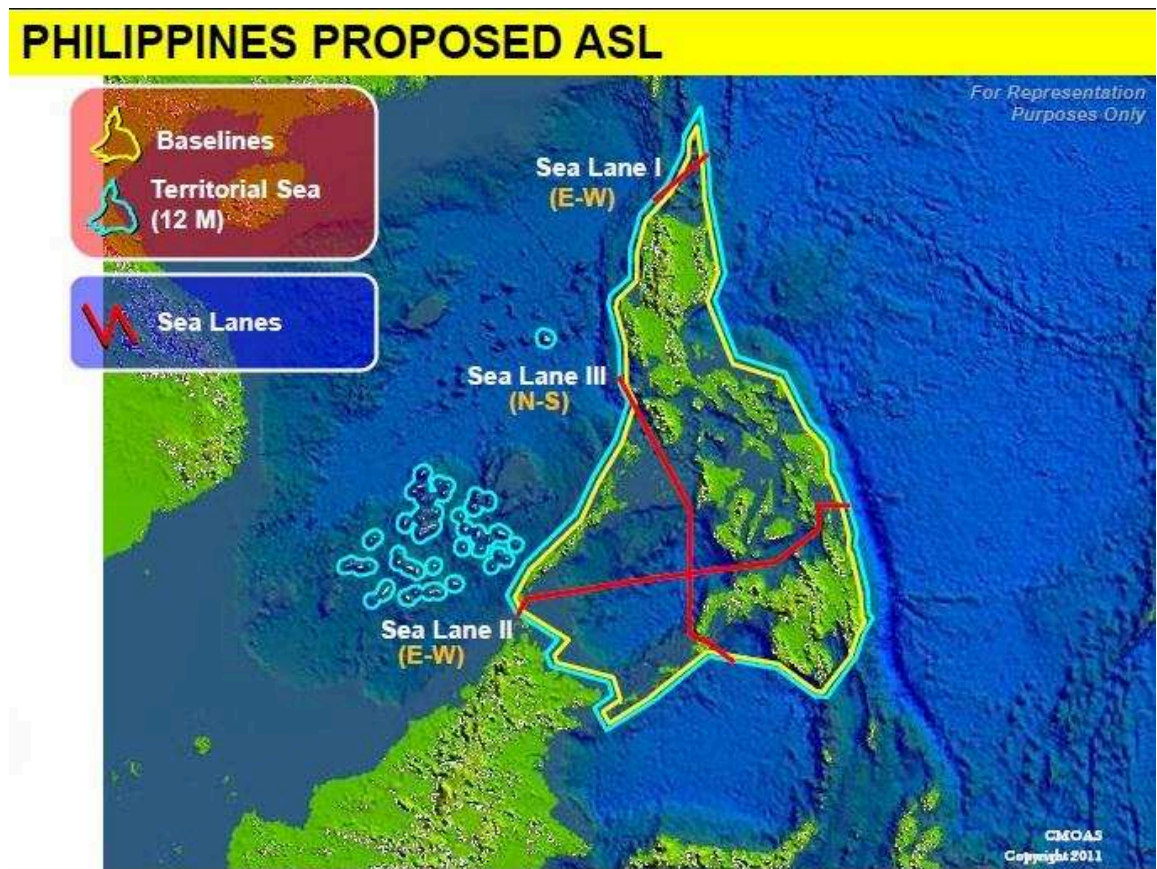 PHILIPPINES PROPOSED ASL
For Representation
Purposes Only
Baselines
Territorial Sea
(12 M)
Sea Lanes
Sea Lane I
(E-W)
Sea Lane III
(N-S)
Sea Lane II
(E-W)
CMOAS
Copyright 2011